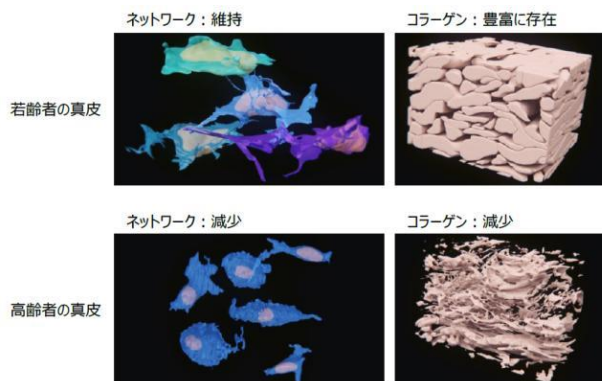 ネットワーク：維持
コラーゲン：豊富に存在
若齢者の真皮
ネットワーク：減少
コラーゲン：減少
高齢者の真皮